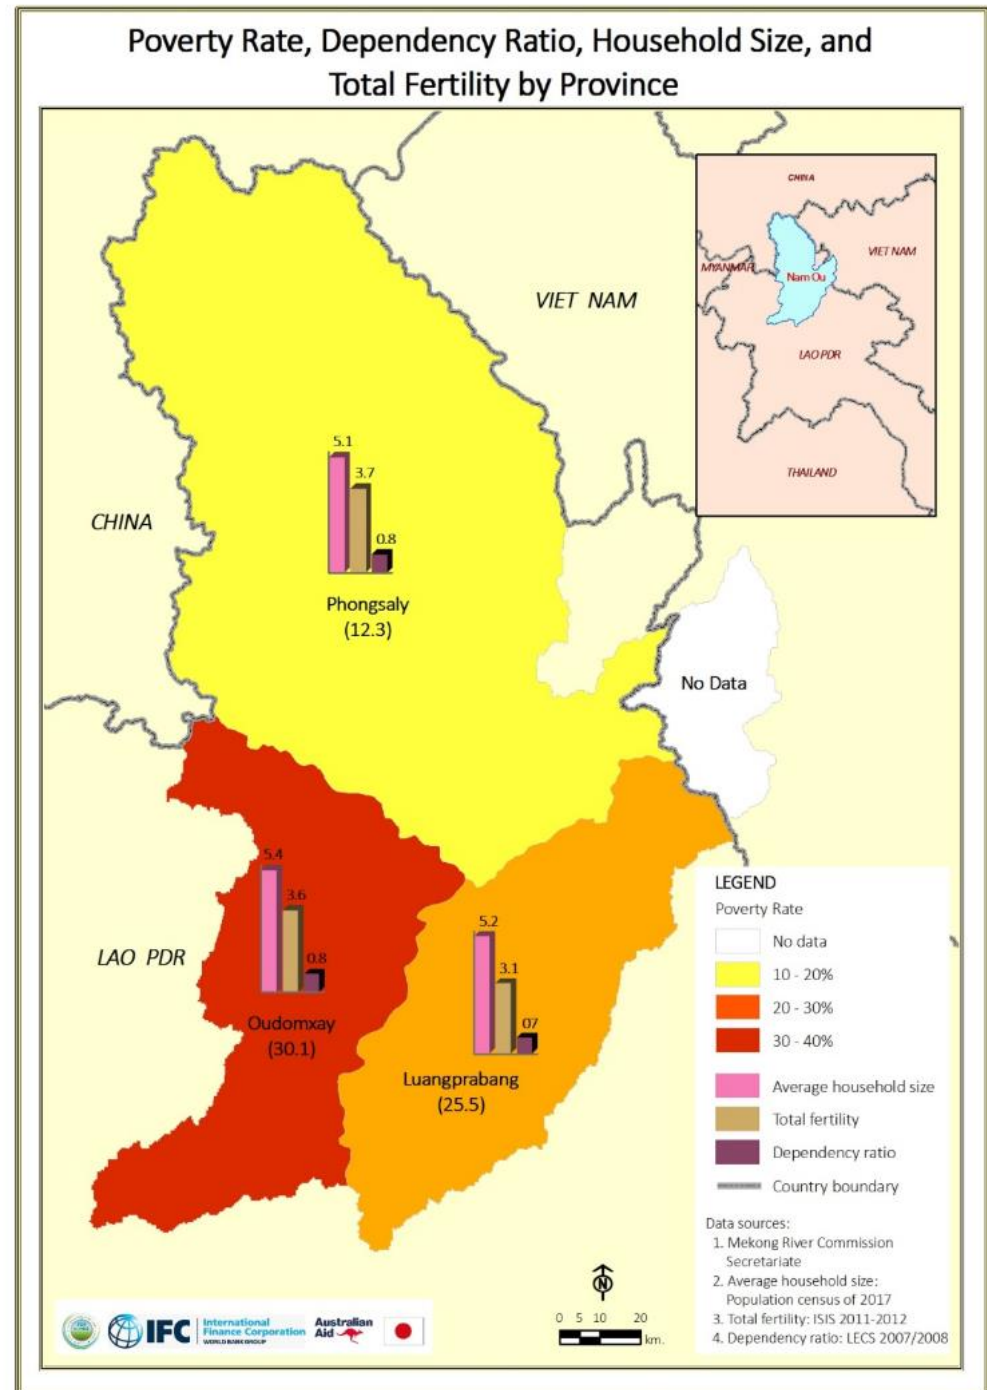 Poverty Rate, Dependency Ratio, Household Size, and
Total Fertility by Province
CHINA
MYANMAR
VIET NAM
Nam Ou
LAO PDR
THAILAND
VIET NAM
CHINA
5.1
3.7
0.8
Phongsaly
(12.3)
No Data
5.4
3.6
0.8
Oudomxay
(30.1)
LAO PDR
5.2
3.1
07
Luangprabang
(25.5)
LEGEND
Poverty Rate
No data
10 - 20%
20 - 30%
30 - 40%
Average household size
Total fertility
Dependency ratio
Country boundary
Data sources:
1. Mekong River Commission
Secretariate
2. Average household size:
Population census of 2017
3. Total fertility: ISIS 2011-2012
4. Dependency ratio: LECS 2007/2008
N
0 5 10 20
km.
IFC
International
Finance Corporation
WORLD BANK GROUP
Australian
Aid